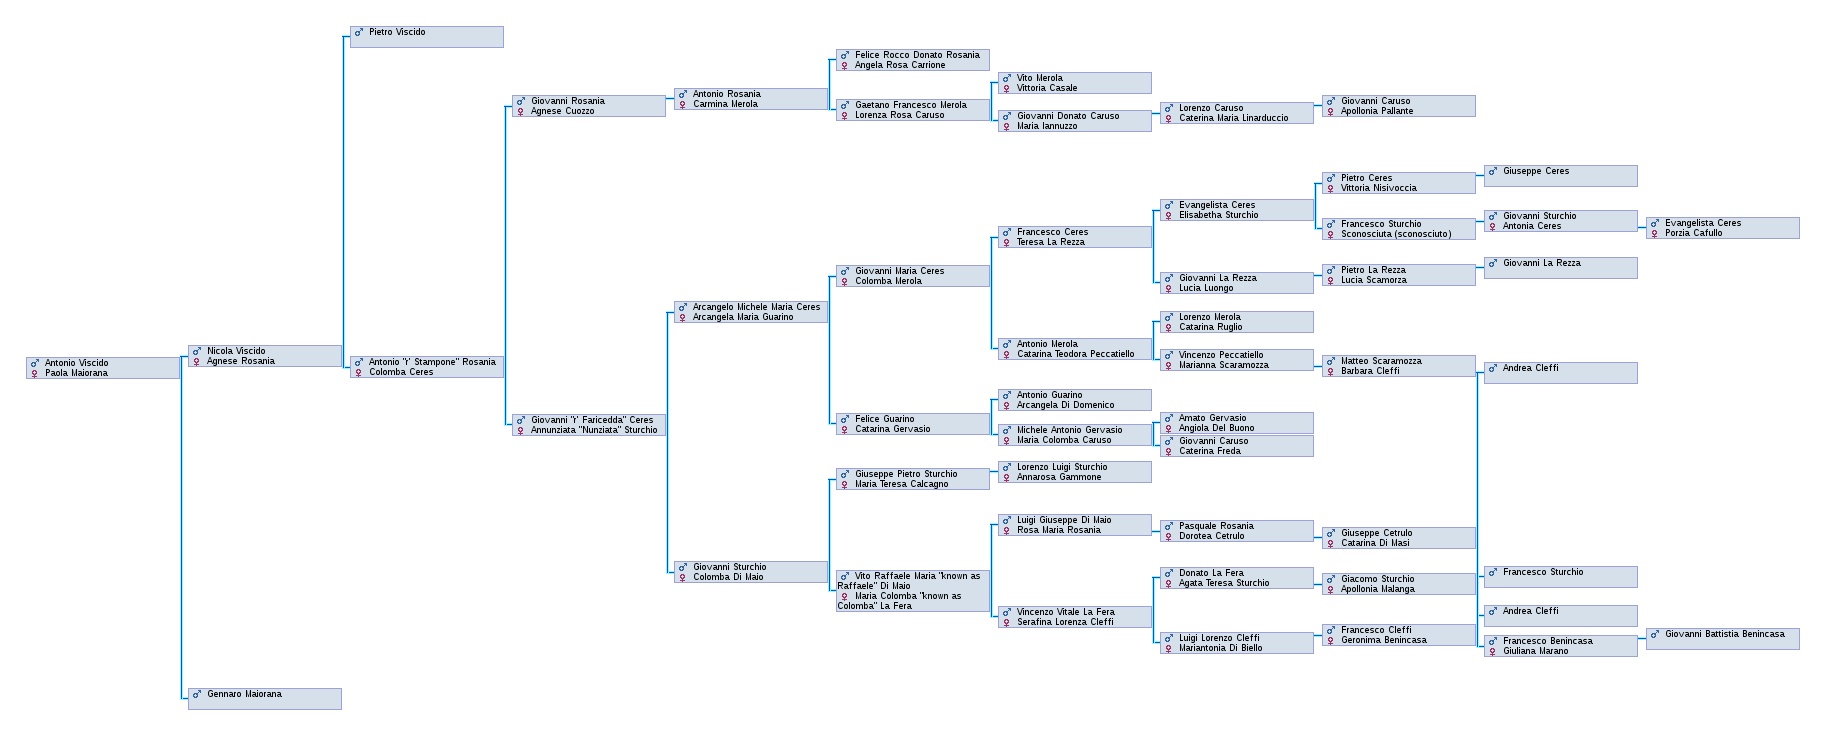 Antonio Viscido
Paola Maiorana
Nicola Viscido
Agnese Rosania
Gennaro Maiorana
Pietro Viscido
Antonio "r' Stampone" Rosania
Colomba Ceres
Giovanni Rosania
Agnese Cuozzo
Giovanni "r' Faricedda" Ceres
Annunziata "Nunziata" Sturchio
Antonio Rosania
Carmina Merola
Arcangelo Michele Maria Ceres
Arcangela Maria Guarino
Giovanni Sturchio
Colomba Di Maio
Felice Rocco Donato Rosania
Angela Rosa Carrione
Gaetano Francesco Merola
Lorenza Rosa Caruso
Giovanni Maria Ceres
Colomba Merola
Felice Guarino
Catarina Gervasio
Giuseppe Pietro Sturchio
Maria Teresa Calcagno
Vito Raffaele Maria "known as
Raffaele" Di Maio
Maria Colomba "known as
Colomba" La Fera
Vito Merola
Vittoria Casale
Giovanni Donato Caruso
Maria Iannuzzo
Francesco Ceres
Teresa La Rezza
Antonio Merola
Catarina Teodora Peccatiello
Antonio Guarino
Arcangela Di Domenico
Michele Antonio Gervasio
Maria Colomba Caruso
Lorenzo Luigi Sturchio
Annarosa Gammone
Luigi Giuseppe Di Maio
Rosa Maria Rosania
Vincenzo Vitale La Fera
Serafina Lorenza Cleffi
Lorenzo Caruso
Caterina Maria Linarduccio
Evangelista Ceres
Elisabetha Sturchio
Giovanni La Rezza
Lucia Luongo
Lorenzo Merola
Catarina Ruglio
Vincenzo Peccatiello
Marianna Scaramozza
Amato Gervasio
Angiola Del Buono
Giovanni Caruso
Caterina Freda
Pasquale Rosania
Dorotea Cetrulo
Donato La Fera
Agata Teresa Sturchio
Luigi Lorenzo Cleffi
Mariantonia Di Biello
Giovanni Caruso
Apollonia Pallante
Pietro Ceres
Vittoria Nisivoccia
Francesco Sturchio
Sconosciuta (sconosciuto)
Pietro La Rezza
Lucia Scamorza
Matteo Scaramozza
Barbara Cleffi
Giuseppe Cetrulo
Catarina Di Masi
Giacomo Sturchio
Apollonia Malanga
Francesco Cleffi
Geronima Benincasa
Giuseppe Ceres
Giovanni Sturchio
Antonia Ceres
Giovanni La Rezza
Andrea Cleffi
Francesco Sturchio
Andrea Cleffi
Francesco Benincasa
Giuliana Marano
Evangelista Ceres
Porzia Cafullo
Giovanni Battistia Benincasa